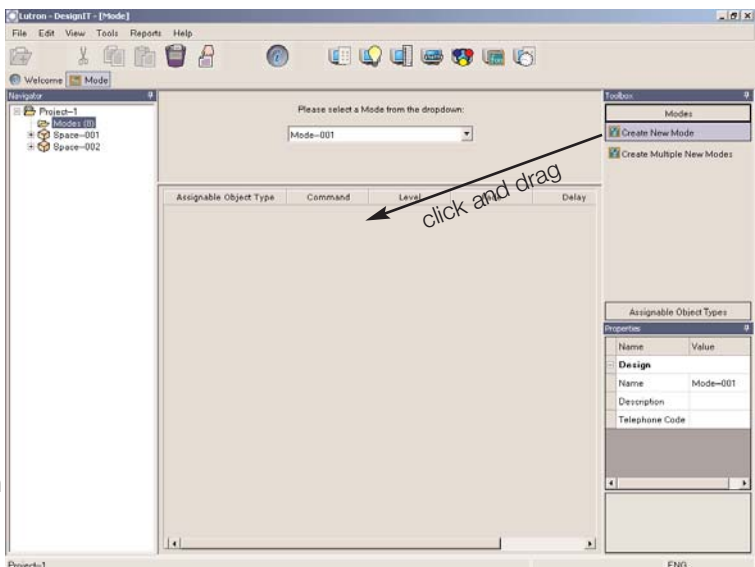 Lutron - DesignIT - [Mode]
File Edit View Tools Reports Help
Welcome Mode
Navigator
Project-1
Modes (8)
Space-001
Space-002
Please select a Mode from the dropdown:
Mode-001
Assignable Object Type Command Level Delay
click and drag
Toolbox
Modes
Create New Mode
Create Multiple New Modes
Assignable Object Types
Properties
Name Value
Design
Name Mode-001
Description
Telephone Code
Project-1 ENG